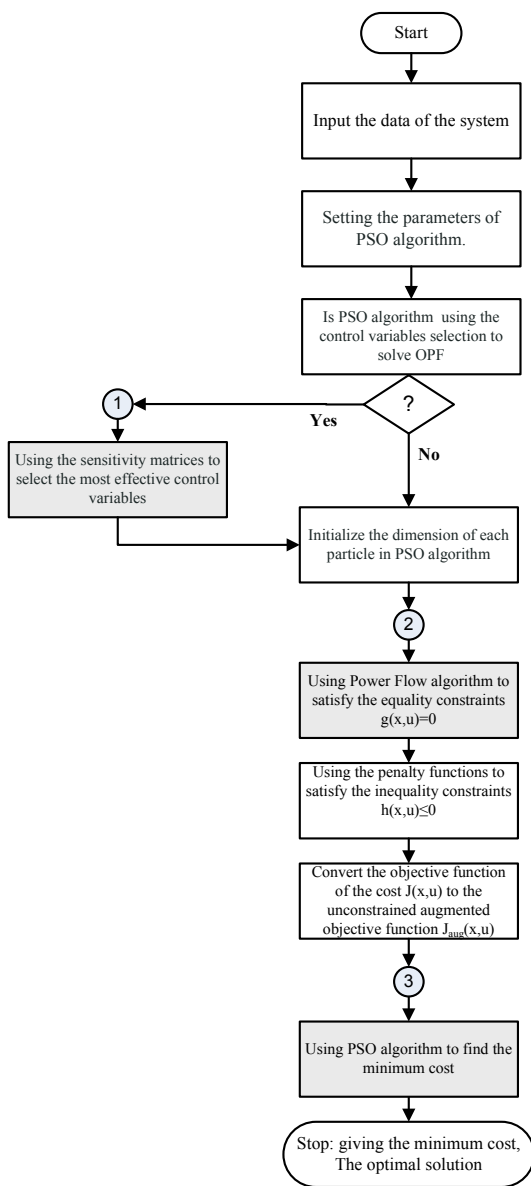 Start
Input the data of the system
Setting the parameters of
PSO algorithm.
Is PSO algorithm using the
control variables selection to
solve OPF
?
Yes
No
1
Using the sensitivity matrices to
select the most effective control
variables
Initialize the dimension of each
particle in PSO algorithm
2
Using Power Flow algorithm to
satisfy the equality constraints
g(x,u)=0
Using the penalty functions to
satisfy the inequality constraints
h(x,u)≤0
Convert the objective function
of the cost J(x,u) to the
unconstrained augmented
objective function Jaug(x,u)
3
Using PSO algorithm to find the
minimum cost
Stop: giving the minimum cost,
The optimal solution